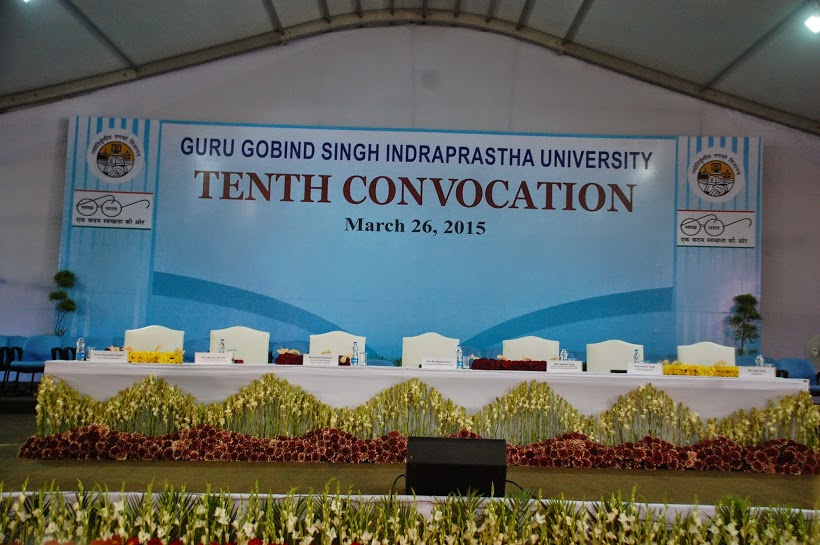 GURU GOBIND SINGH INDRAPRASTHA UNIVERSITY
TENTH CONVOCATION
March 26, 2015
स्वच्छ भारत
एक कदम स्वच्छता की ओर
स्वच्छ भारत
एक कदम स्वच्छता की ओर